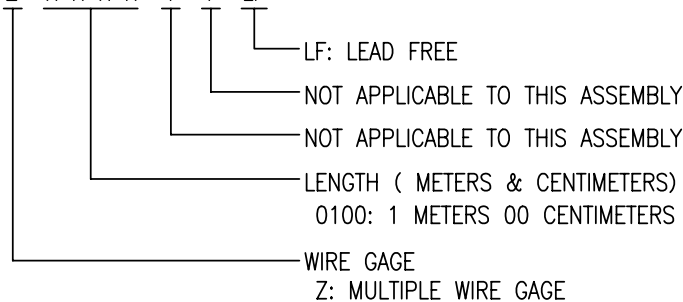 LF: LEAD FREE
NOT APPLICABLE TO THIS ASSEMBLY
NOT APPLICABLE TO THIS ASSEMBLY
LENGTH ( METERS & CENTIMETERS)
0100: 1 METERS 00 CENTIMETERS
WIRE GAGE
Z: MULTIPLE WIRE GAGE